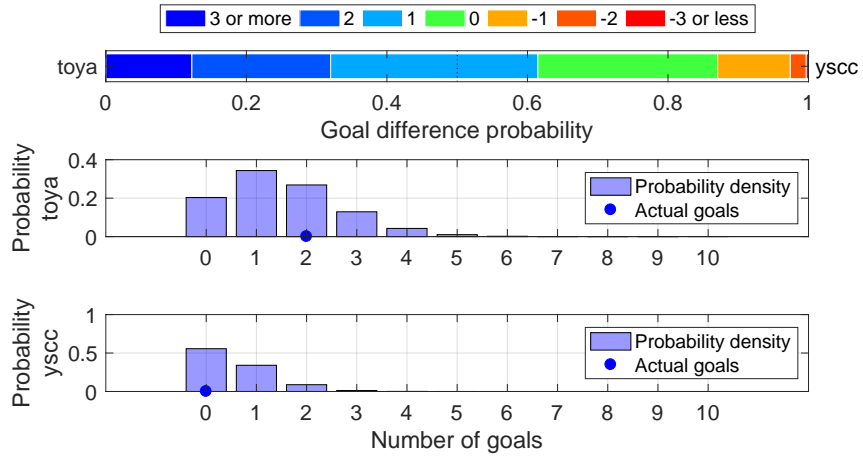 3 or more 2 1 0 -1 -2 -3 or less
toya yscc
0 0.2 0.4 0.6 0.8 1
Goal difference probability
Probability
toya
0.4
0.2
0
Probability density
Actual goals
0 1 2 3 4 5 6 7 8 9 10
Probability
yscc
1
0.5
0
Probability density
Actual goals
0 1 2 3 4 5 6 7 8 9 10
Number of goals